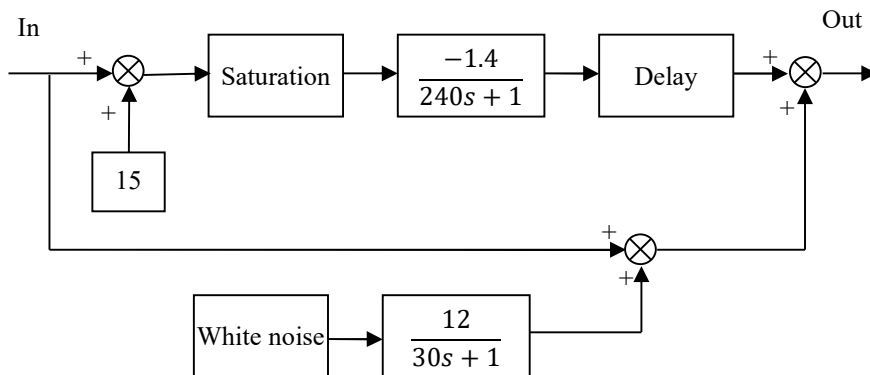 In
Out
+
+
Saturation
−1.4
240s + 1
Delay
+
+
15
+
+
White noise
12
30s + 1